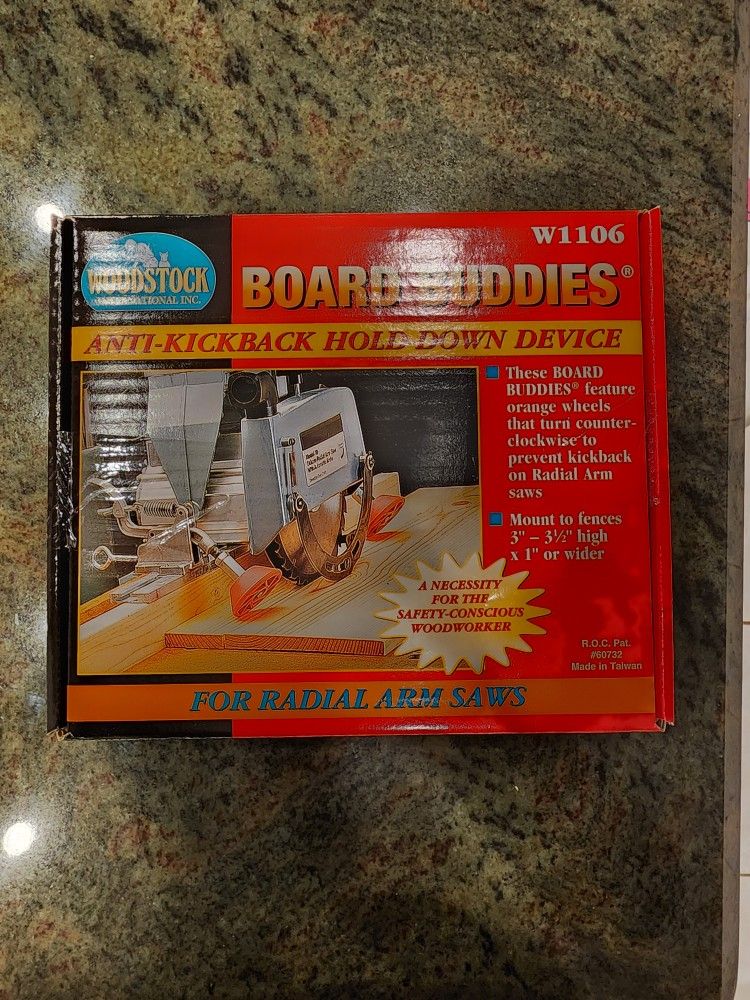 W1106
WOODSTOCK
INTERNATIONAL INC.
BOARD BUDDIES®
ANTI-KICKBACK HOLD-DOWN DEVICE
These BOARD
BUDDIES® feature
orange wheels
that turn counter-
clockwise to
prevent kickback
on Radial Arm
saws
Mount to fences
3" – 3½" high
x 1" or wider
A NECESSITY
FOR THE
SAFETY-CONSCIOUS
WOODWORKER
R.O.C. Pat.
#60732
Made in Taiwan
FOR RADIAL ARM SAWS